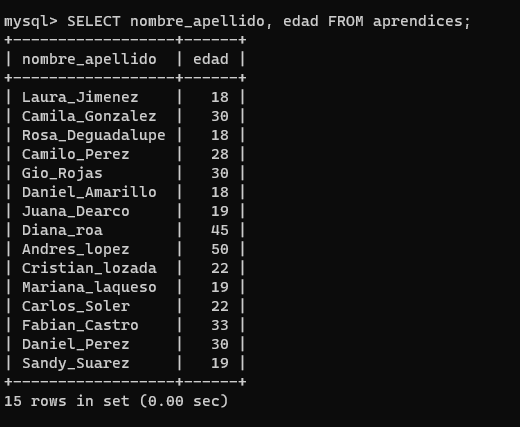 mysql> SELECT nombre_apellido, edad FROM aprendices;
+------------------+------+
| nombre_apellido  | edad |
+------------------+------+
| Laura_Jimenez    |   18 |
| Camila_Gonzalez  |   30 |
| Rosa_Deguadalupe |   18 |
| Camilo_Perez     |   28 |
| Gio_Rojas        |   30 |
| Daniel_Amarillo  |   18 |
| Juana_Dearco     |   19 |
| Diana_roa        |   45 |
| Andres_lopez     |   50 |
| Cristian_lozada  |   22 |
| Mariana_laqueso  |   19 |
| Carlos_Soler     |   22 |
| Fabian_Castro    |   33 |
| Daniel_Perez     |   30 |
| Sandy_Suarez     |   19 |
+------------------+------+
15 rows in set (0.00 sec)